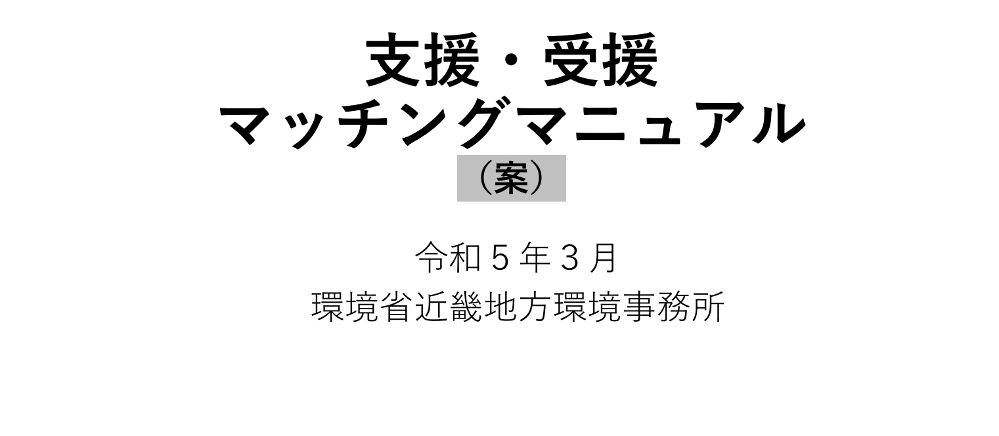 支援・受援
マッチングマニュアル
（案）
令和５年３月
環境省近畿地方環境事務所